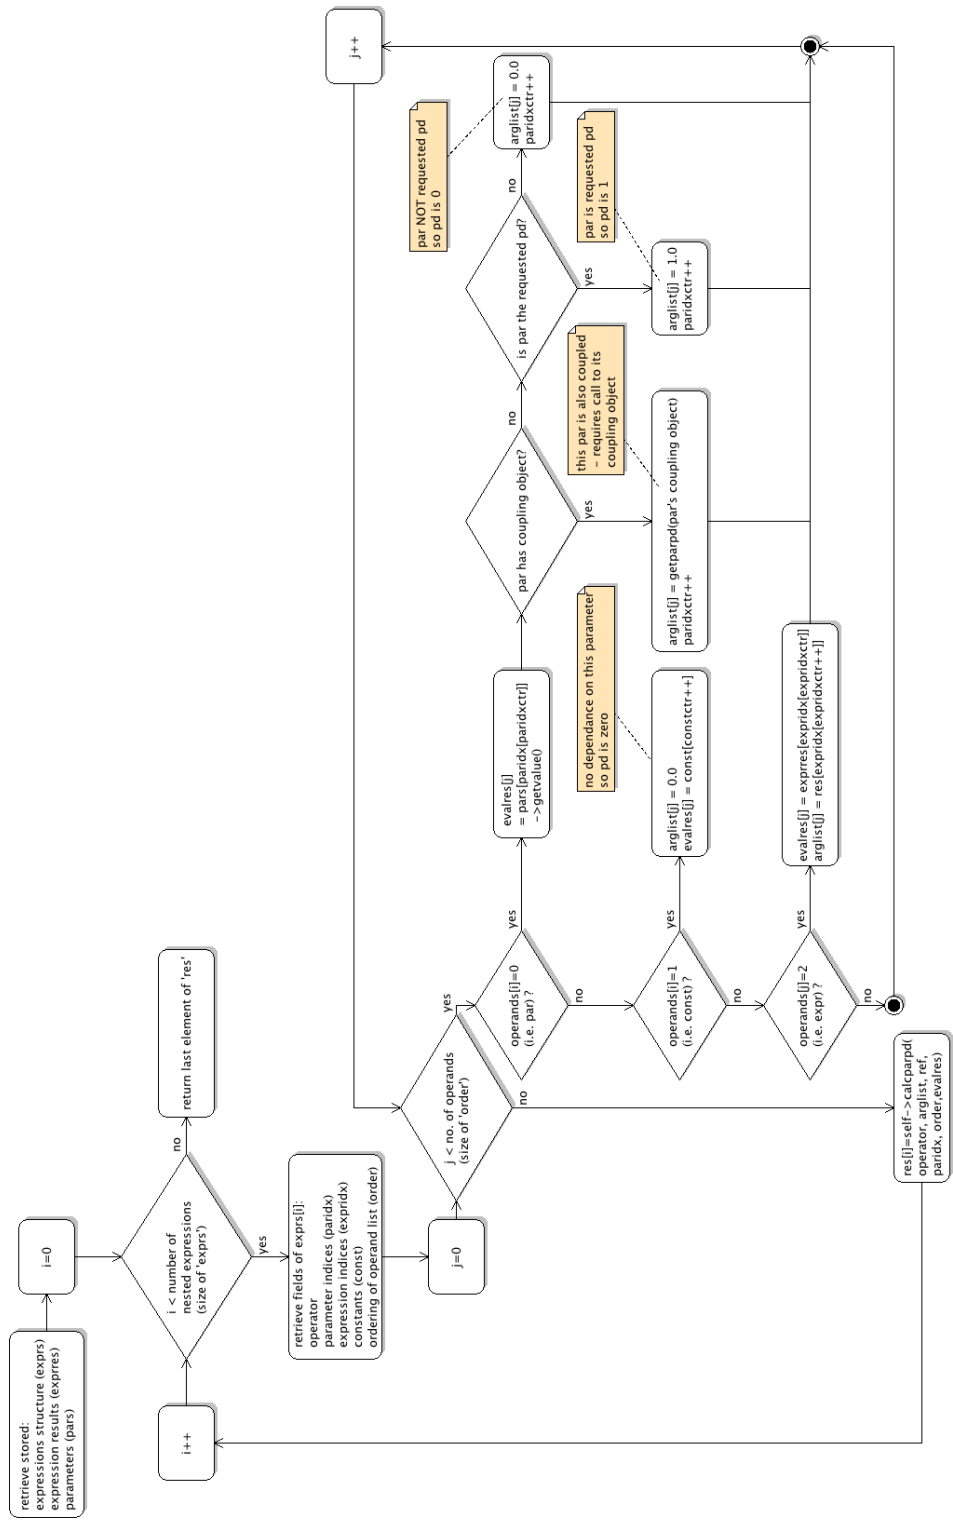 retrieve stored:
expressions structure (exprs)
expression results (exprres)
parameters (pars)
i=0
i++
i < number of
nested expressions
(size of 'exprs')
no
return last element of 'res'
yes
retrieve fields of exprs[i]:
operator
parameter indices (paridx)
expression indices (expridx)
constants (const)
ordering of operand list (order)
j=0
j < no. of operands
(size of 'order')
yes
no
j++
operands[i]=0
(i.e. par) ?
yes
no
evalres[j]
= pars[paridx[paridxctr]]
->getvalue()
par has coupling object?
no
yes
is par the requested pd?
no
yes
arglist[j] = 0.0
paridxctr++
par NOT requested pd
so pd is 0
par is requested pd
so pd is 1
arglist[j] = 1.0
paridxctr++
this par is also coupled
- requires call to its
coupling object
arglist[j] = getparpd(par's coupling object)
paridxctr++
operands[i]=1
(i.e. const) ?
yes
no
no dependance on this parameter
so pd is zero
arglist[j] = 0.0
evalres[j] = const[constctr++]
operands[j]=2
(i.e. expr) ?
yes
no
evalres[j] = exprres[expridx[expridxctr]]
arglist[j] = res[expridx[expridxctr++]]
res[i]=self->calcparpd(
operator, arglist, ref,
paridx, order,evalres)